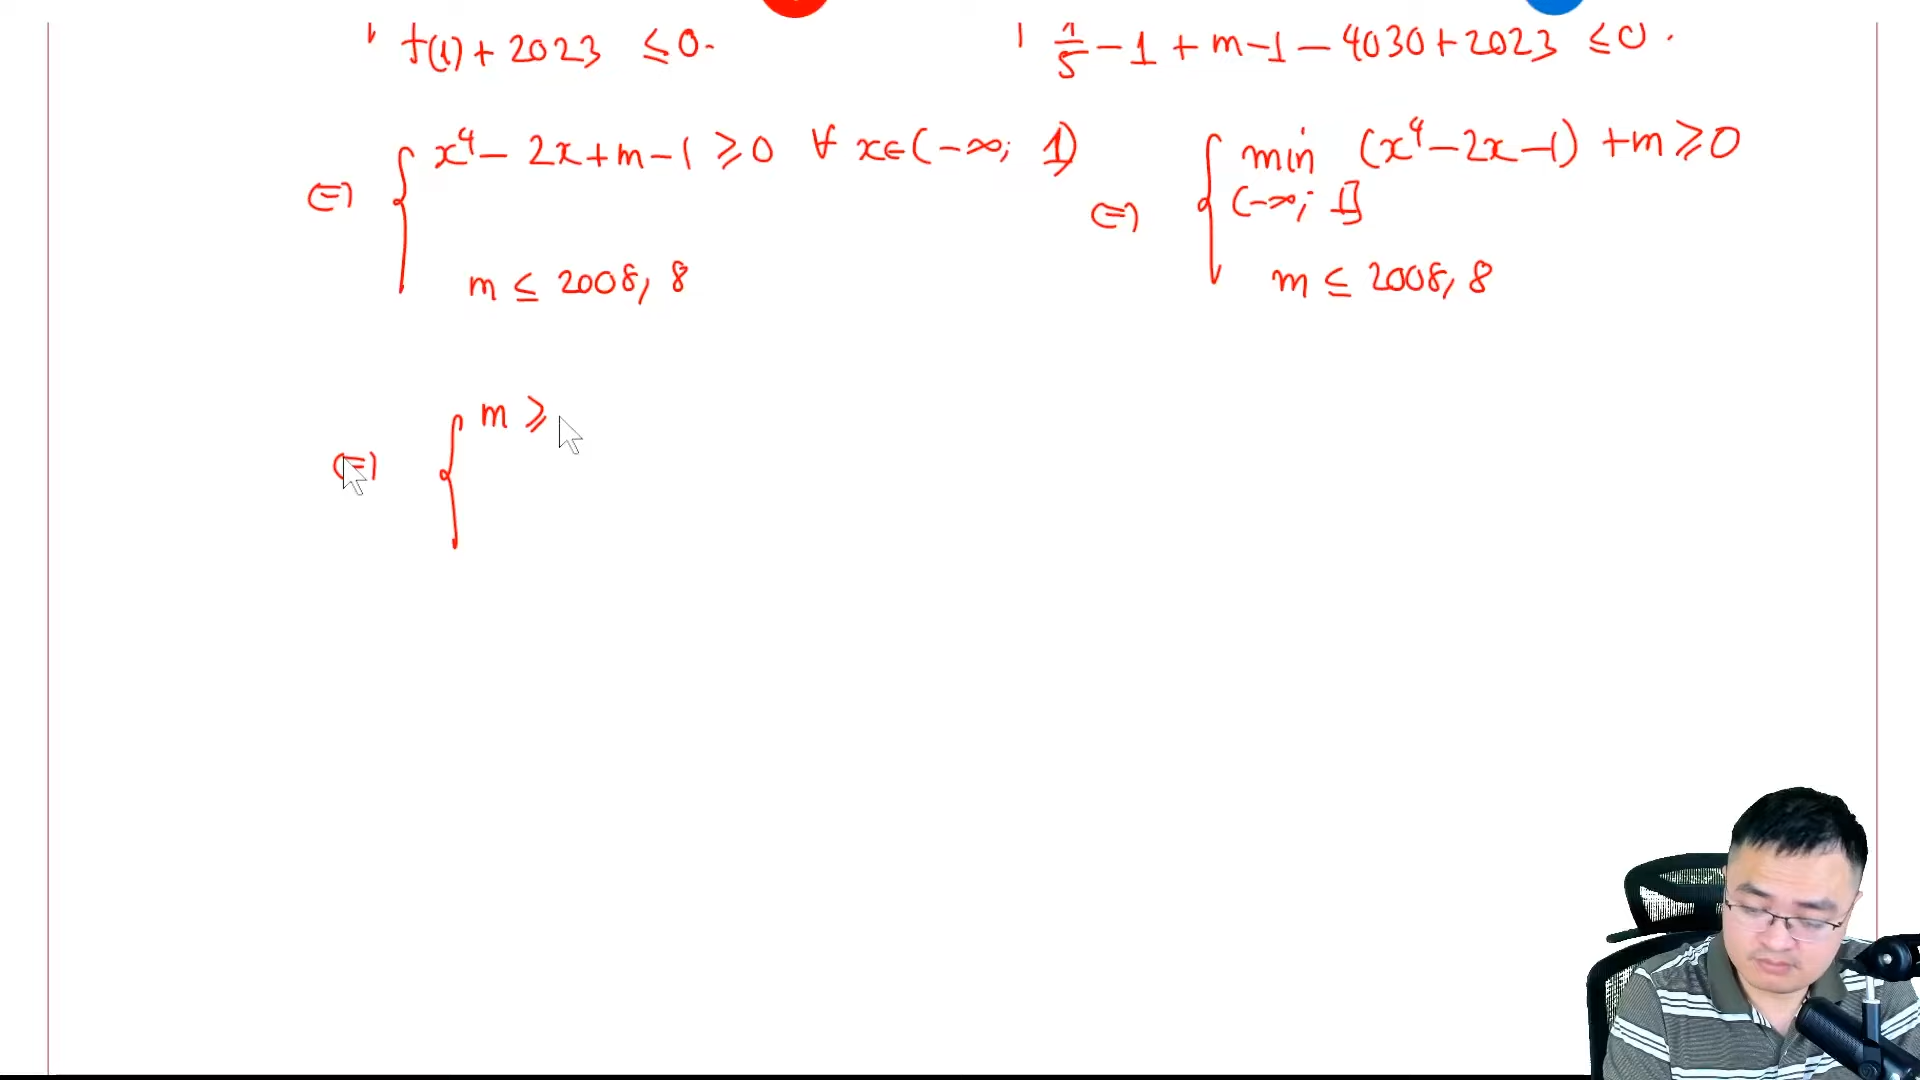 f(1) + 2023 ≤ 0.
1/5 - 1 + m - 1 - 4030 + 2023 ≤ 0.
⇔ { x⁴ - 2x + m - 1 ≥ 0 ∀ x ∈ (-∞; 1)
m ≤ 2008, 8
⇔ { min (x⁴ - 2x - 1) + m ≥ 0
(-∞; 1]
m ≤ 2008, 8
⇔ { m ≥